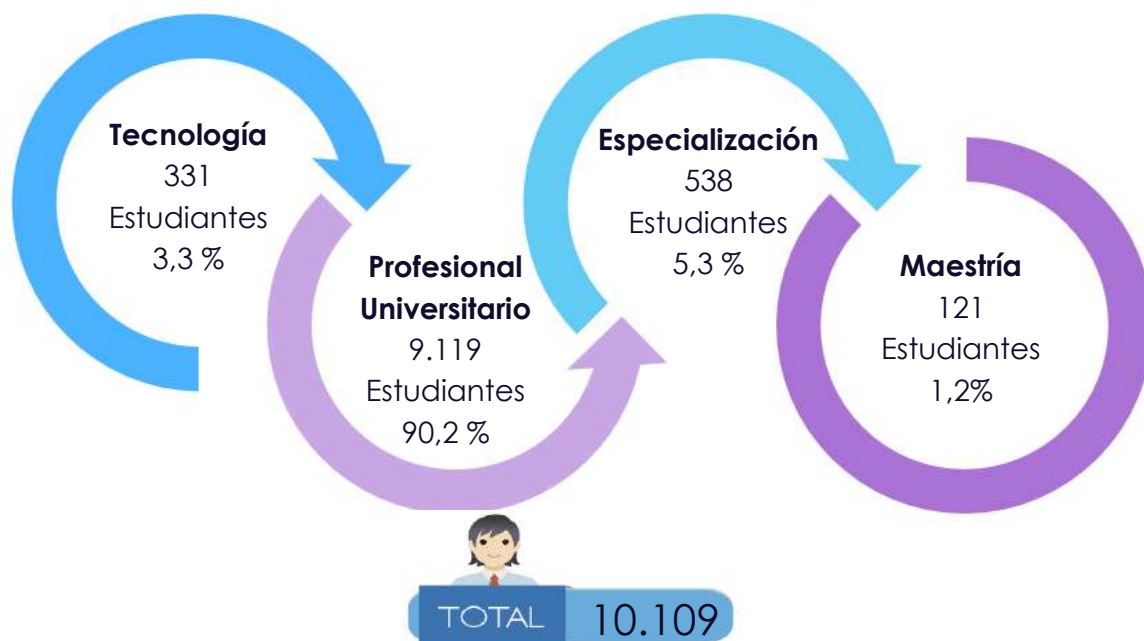 Tecnología
331
Estudiantes
3,3 %
Profesional
Universitario
9.119
Estudiantes
90,2 %
Especialización
538
Estudiantes
5,3 %
Maestría
121
Estudiantes
1,2%
TOTAL 10.109